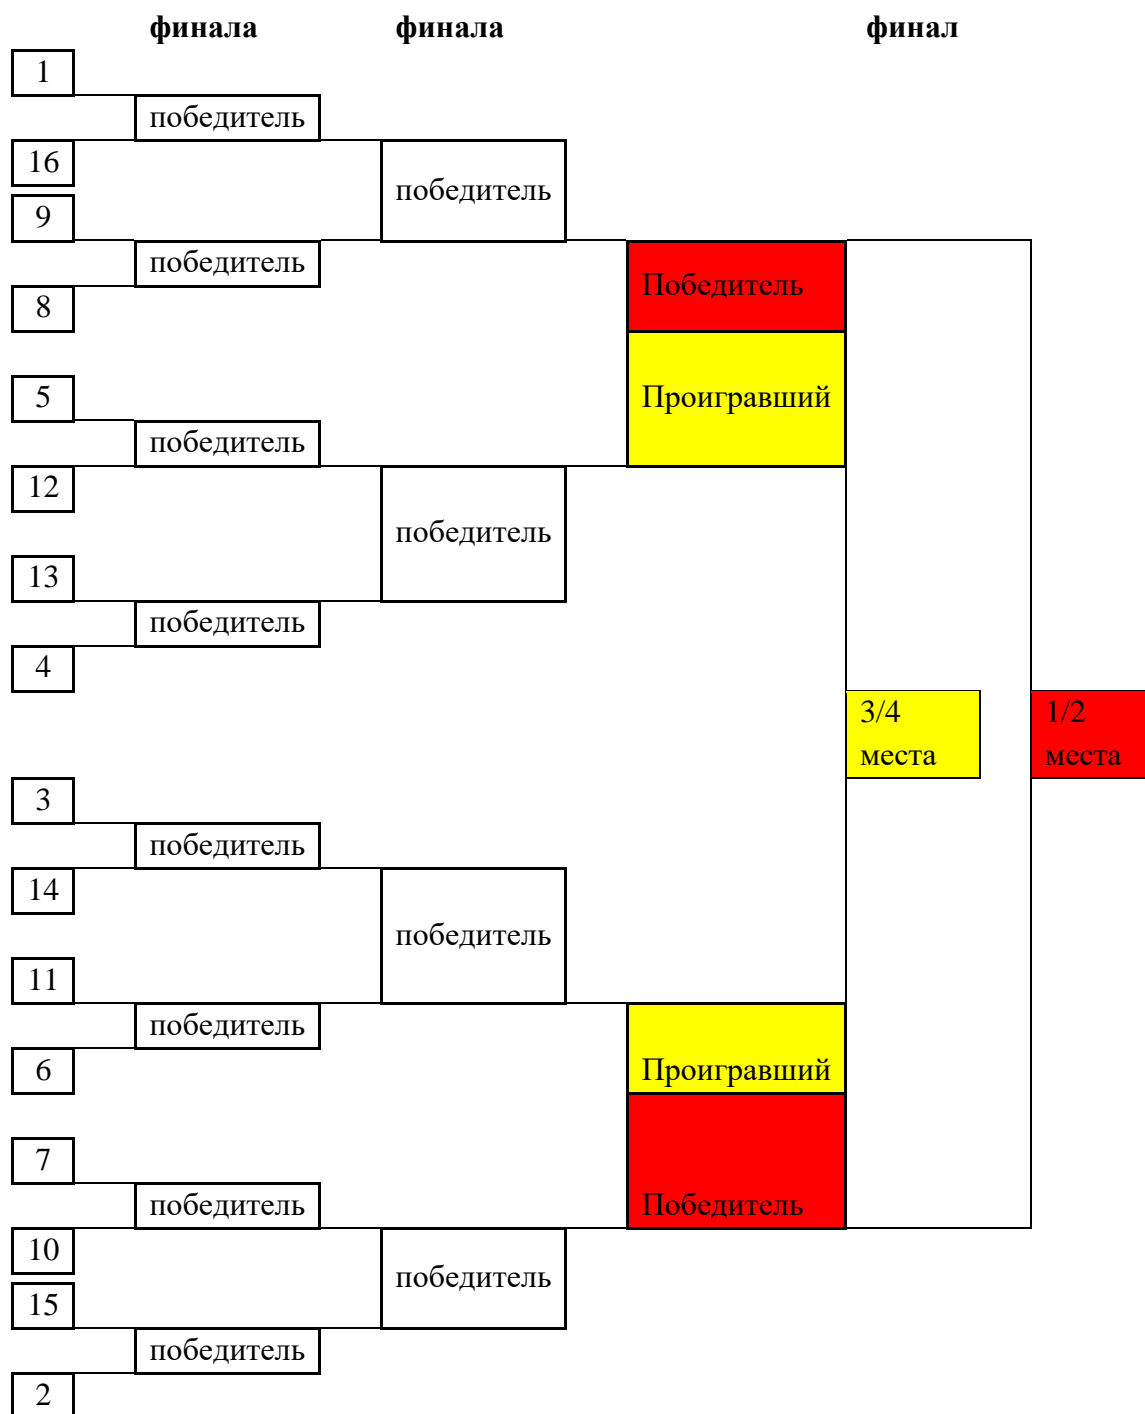 финала финала финал
1
победитель
16
победитель
9
победитель
Победитель
8
5
Проигравший
победитель
12
победитель
13
победитель
4
3/4 1/2
места места
3
победитель
14
победитель
11
победитель
6
Проигравший
7
победитель
Победитель
10
победитель
15
победитель
2